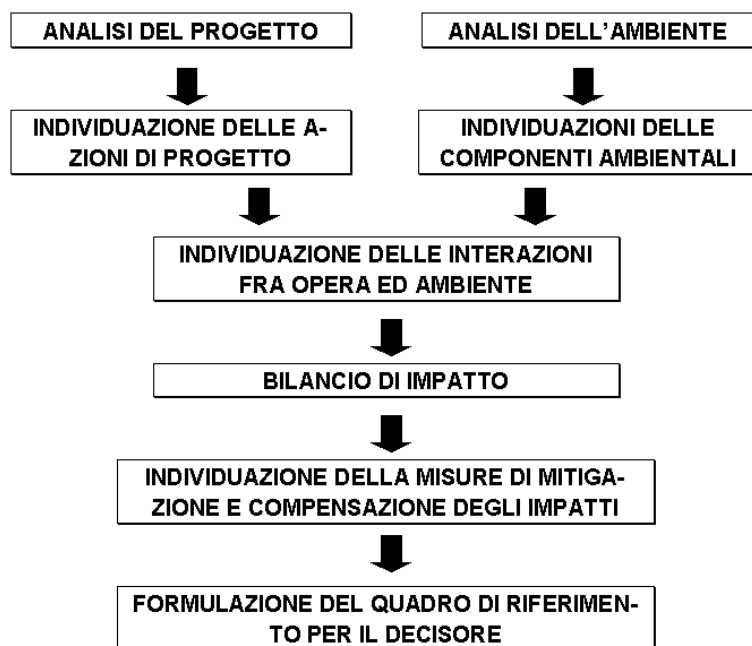 ANALISI DEL PROGETTO
ANALISI DELL'AMBIENTE
INDIVIDUAZIONE DELLE A-
ZIONI DI PROGETTO
INDIVIDUAZIONI DELLE
COMPONENTI AMBIENTALI
INDIVIDUAZIONE DELLE INTERAZIONI
FRA OPERA ED AMBIENTE
BILANCIO DI IMPATTO
INDIVIDUAZIONE DELLA MISURE DI MITIGA-
ZIONE E COMPENSAZIONE DEGLI IMPATTI
FORMULAZIONE DEL QUADRO DI RIFERIMEN-
TO PER IL DECISORE